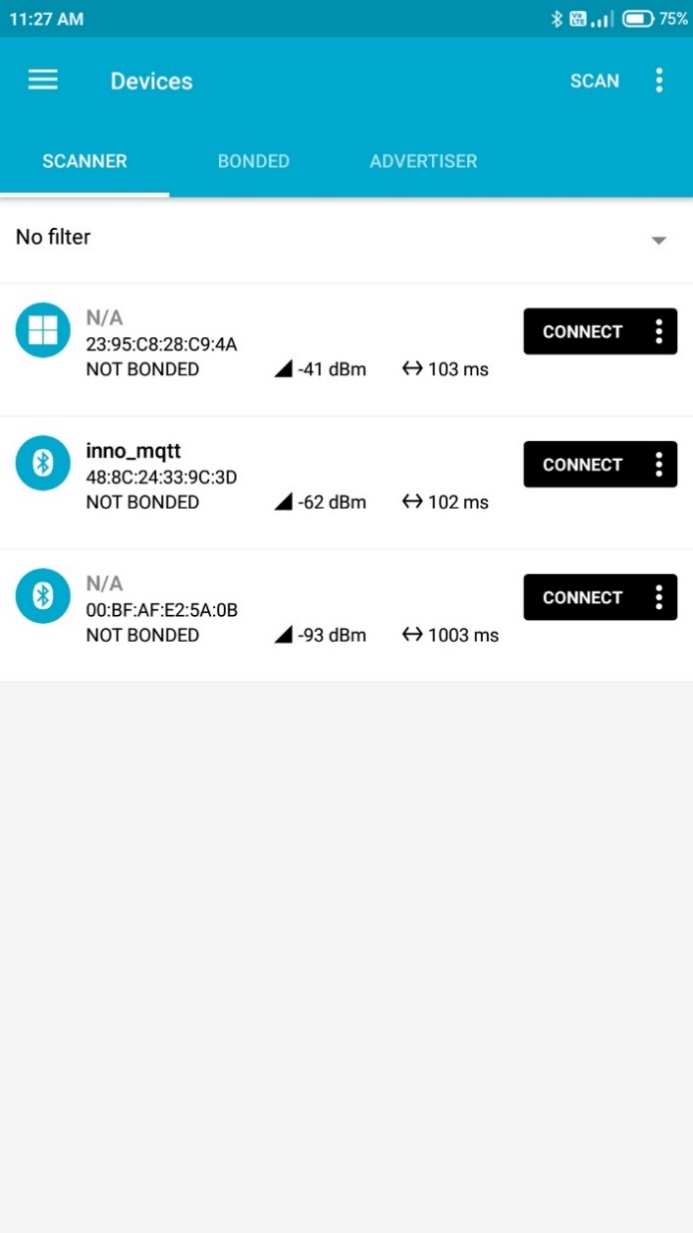 11:27 AM 75%
Devices SCAN
SCANNER BONDED ADVERTISER
No filter
N/A
23:95:C8:28:C9:4A
CONNECT
NOT BONDED -41 dBm 103 ms
inno_mqtt
48:8C:24:33:9C:3D
CONNECT
NOT BONDED -62 dBm 102 ms
N/A
00:BF:AF:E2:5A:0B
CONNECT
NOT BONDED -93 dBm 1003 ms